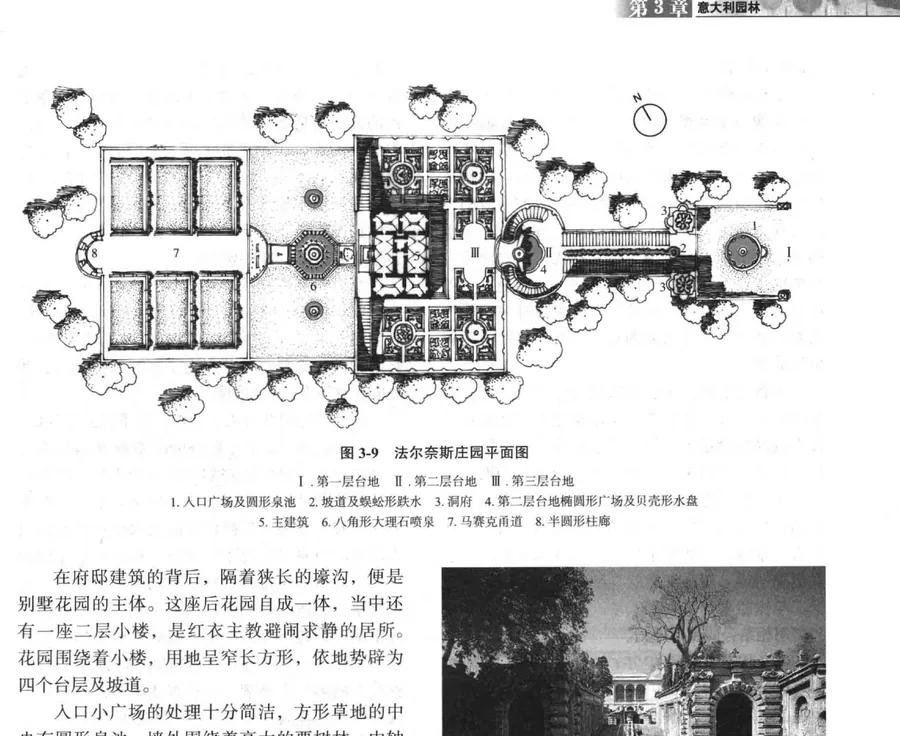 第3章 意大利园林
N
3
1
Ⅰ
2
8
7
5
Ⅲ
Ⅱ
4
6
3
图 3-9 法尔奈斯庄园平面图
Ⅰ.第一层台地 Ⅱ.第二层台地 Ⅲ.第三层台地
1.入口广场及圆形泉池 2.坡道及蜈蚣形跌水 3.洞府 4.第二层台地椭圆形广场及贝壳形水盘
5.主建筑 6.八角形大理石喷泉 7.马赛克甬道 8.半圆形柱廊
在府邸建筑的背后，隔着狭长的壕沟，便是
别墅花园的主体。这座后花园自成一体，当中还
有一座二层小楼，是红衣主教避闹求静的居所。
花园围绕着小楼，用地呈窄长方形，依地势辟为
四个台层及坡道。
入口小广场的处理十分简洁，方形草地的中